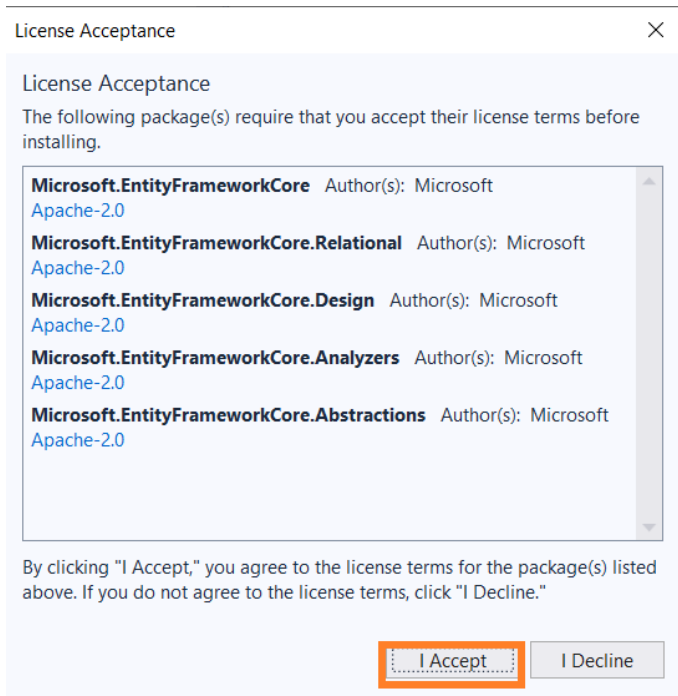 License Acceptance
License Acceptance
The following package(s) require that you accept their license terms before
installing.
Microsoft.EntityFrameworkCore Author(s): Microsoft
Apache-2.0
Microsoft.EntityFrameworkCore.Relational Author(s): Microsoft
Apache-2.0
Microsoft.EntityFrameworkCore.Design Author(s): Microsoft
Apache-2.0
Microsoft.EntityFrameworkCore.Analyzers Author(s): Microsoft
Apache-2.0
Microsoft.EntityFrameworkCore.Abstractions Author(s): Microsoft
Apache-2.0
By clicking "I Accept," you agree to the license terms for the package(s) listed
above. If you do not agree to the license terms, click "I Decline."
I Accept I Decline